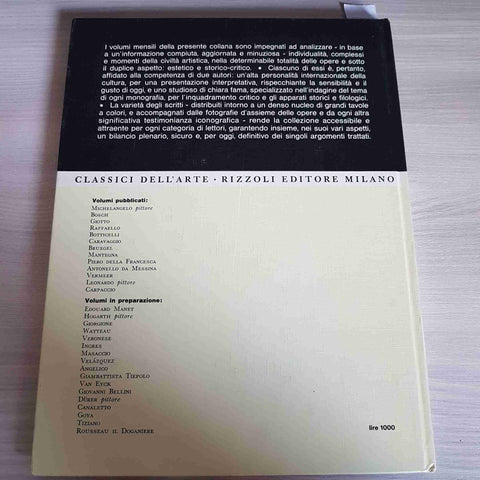 I volumi mensili della presente collana sono impegnati ad analizzare - in base
a un'informazione compiuta, aggiornata e minuziosa - individualità, complessi
e momenti della civiltà artistica, nella determinabile totalità delle opere e sotto
il duplice aspetto: estetico e storico-critico. • Ciascuno di essi è, pertanto,
affidato alla competenza di due autori: un'alta personalità internazionale della
cultura, per una presentazione interpretativa, rispecchiante la sensibilità e il
gusto di oggi, e uno studioso di chiara fama, specializzato nell'indagine del tema
di ogni monografia, per l'inquadramento critico e gli apparati storici e filologici.
• La varietà degli scritti - distribuiti intorno a un denso nucleo di grandi tavole
a colori, e accompagnati dalle fotografie d'assieme delle opere e da ogni altra
significativa testimonianza iconografica - rende la collezione accessibile e
attraente per ogni categoria di lettori, garantendo insieme, nei suoi vari aspetti,
un bilancio plenario, sicuro e, per oggi, definitivo dei singoli argomenti trattati.
CLASSICI DELL'ARTE · RIZZOLI EDITORE MILANO
Volumi pubblicati:
MICHELANGELO pittore
BOSCH
GIOTTO
RAFFAELLO
BOTTICELLI
CARAVAGGIO
BRUEGEL
MANTEGNA
PIERO DELLA FRANCESCA
ANTONELLO DA MESSINA
VERMEER
LEONARDO pittore
CARPACCIO
Volumi in preparazione:
EDOUARD MANET
HOGARTH pittore
GIORGIONE
WATTEAU
VERONESE
INGRES
MASACCIO
VELÁZQUEZ
ANGELICO
GIAMBATTISTA TIEPOLO
VAN EYCK
GIOVANNI BELLINI
DÜRER pittore
CANALETTO
GOYA
TIZIANO
ROUSSEAU IL DOGANIERE
lire 1000